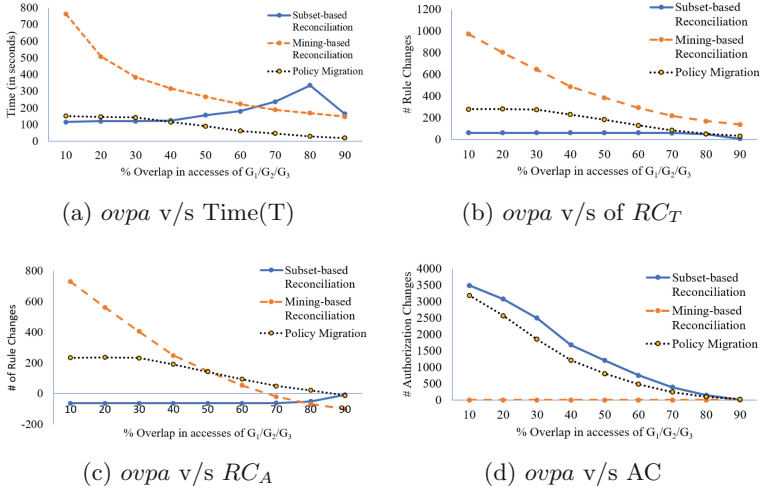 800
700
600
500
400
300
200
100
0
Time (in seconds)
10 20 30 40 50 60 70 80 90
% Overlap in accesses of G1/G2/G3
Subset-based
Reconciliation
Mining-based
Reconciliation
Policy Migration
(a) ovpa v/s Time(T)
1200
1000
800
600
400
200
0
# Rule Changes
10 20 30 40 50 60 70 80 90
% Overlap in accesses of G1/G2/G3
Subset-based
Reconciliation
Mining-based
Reconciliation
Policy Migration
(b) ovpa v/s of RCT
800
600
400
200
0
-200
# of Rule Changes
10 20 30 40 50 60 70 80 90
% Overlap in accesses of G1/G2/G3
Subset-based
Reconciliation
Mining-based
Reconciliation
Policy Migration
(c) ovpa v/s RCA
4000
3500
3000
2500
2000
1500
1000
500
0
# Authorization Changes
10 20 30 40 50 60 70 80 90
% Overlap in accesses of G1/G2/G3
Subset-based
Reconciliation
Mining-based
Reconciliation
Policy Migration
(d) ovpa v/s AC